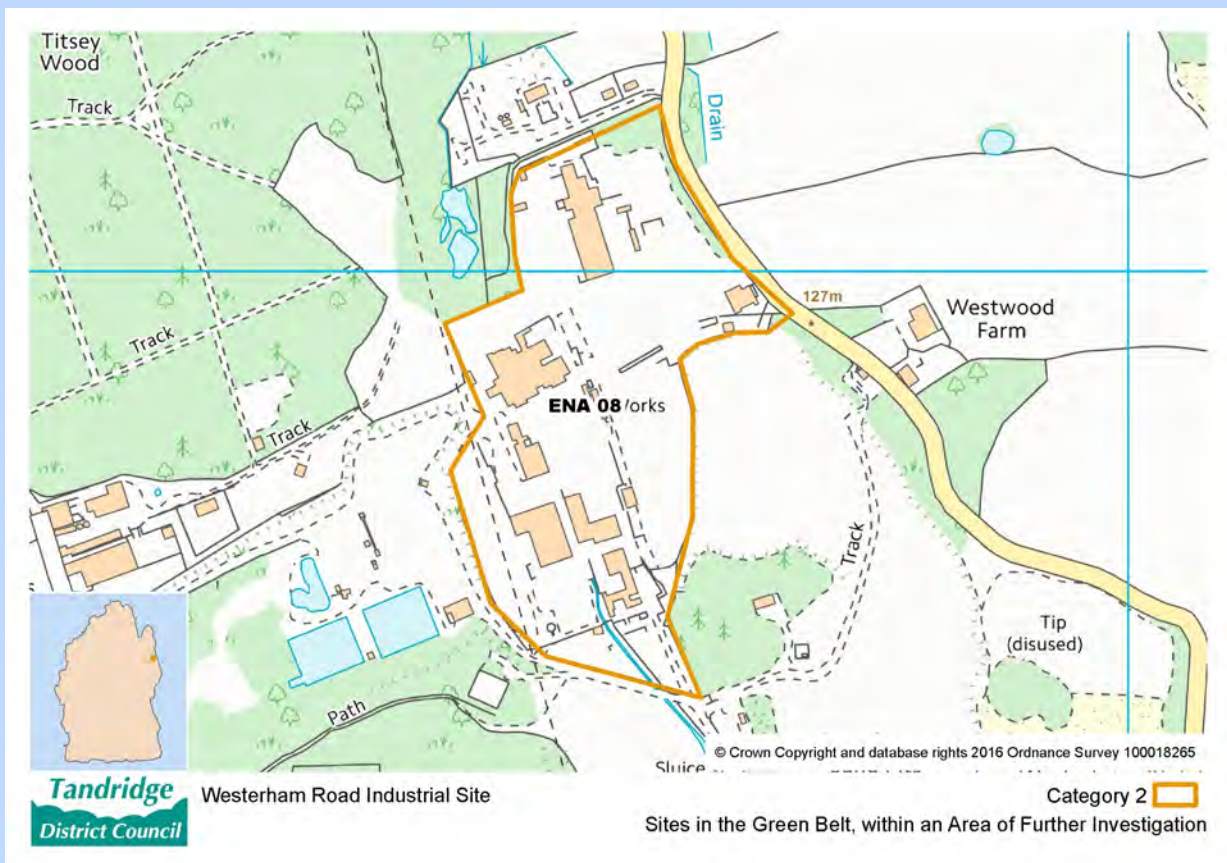 Titsey
Wood
Track
Drain
127m
Westwood
Farm
Track
ENA 08 /orks
Track
Track
Tip
(disused)
Path
© Crown Copyright and database rights 2016 Ordnance Survey 100018265
Sluice
Tandridge
District Council
Westerham Road Industrial Site
Category 2
Sites in the Green Belt, within an Area of Further Investigation